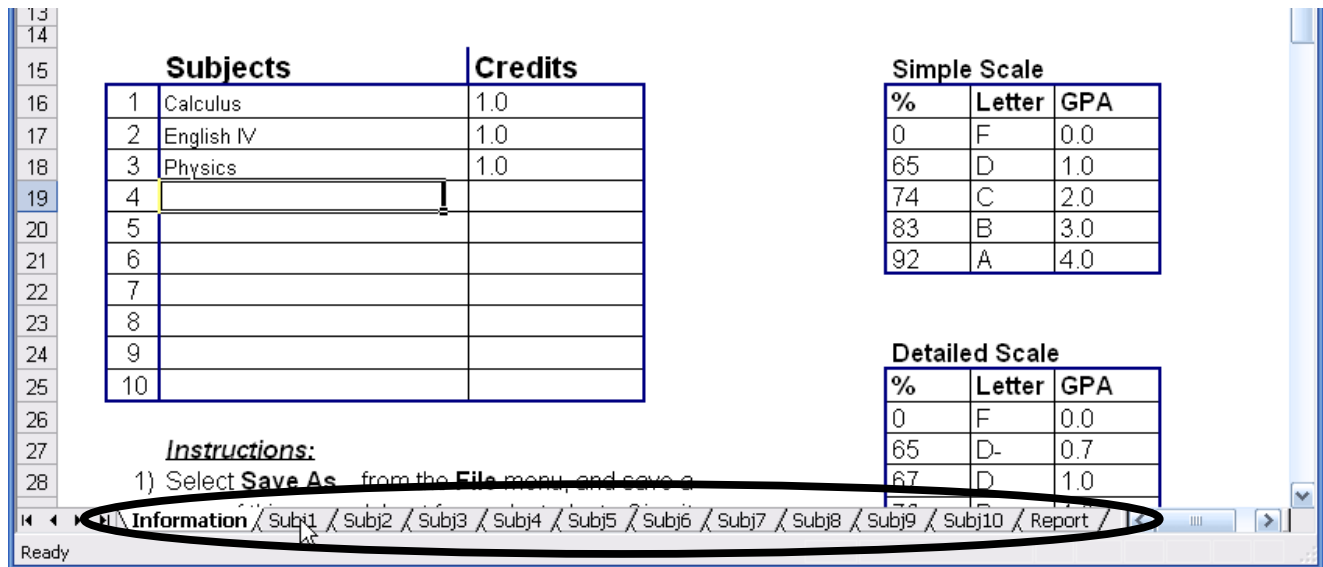 13
14
15 Subjects Credits Simple Scale
16 1 Calculus 1.0 % Letter GPA
17 2 English IV 1.0 0 F 0.0
18 3 Physics 1.0 65 D 1.0
19 4 74 C 2.0
20 5 83 B 3.0
21 6 92 A 4.0
22 7
23 8
24 9 Detailed Scale
25 10 % Letter GPA
26 0 F 0.0
27 Instructions: 65 D- 0.7
28 1) Select Save As... from the File menu, and save a 67 D 1.0
Information Subj1 Subj2 Subj3 Subj4 Subj5 Subj6 Subj7 Subj8 Subj9 Subj10 Report
Ready